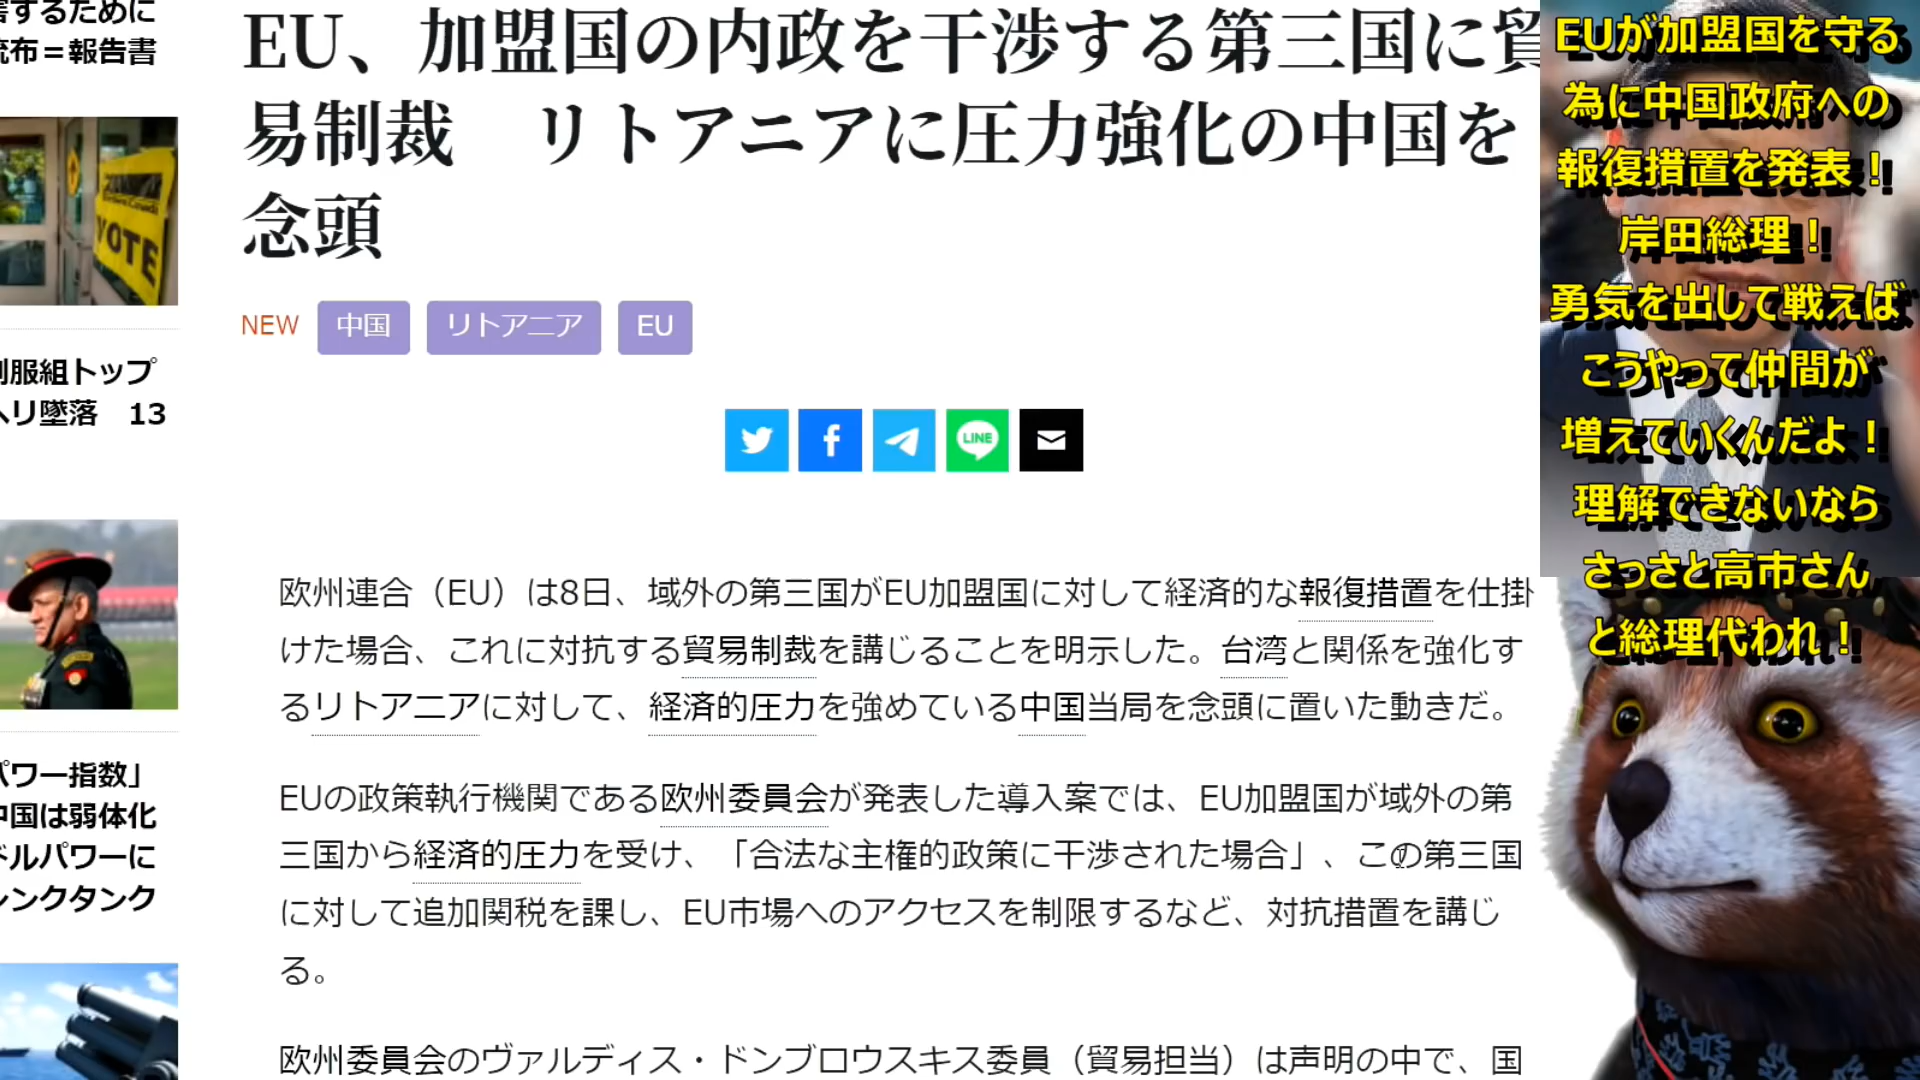 するために
布＝報告書
服組トップ
ヘリ墜落　13
パワー指数」
中国は弱体化
ドルパワーに
シンクタンク
VOTE
EU、加盟国の内政を干渉する第三国に貿
易制裁　リトアニアに圧力強化の中国を
念頭
NEW 中国 リトアニア EU
LINE
欧州連合（EU）は8日、域外の第三国がEU加盟国に対して経済的な報復措置を仕掛
けた場合、これに対抗する貿易制裁を講じることを明示した。台湾と関係を強化す
るリトアニアに対して、経済的圧力を強めている中国当局を念頭に置いた動きだ。
EUの政策執行機関である欧州委員会が発表した導入案では、EU加盟国が域外の第
三国から経済的圧力を受け、「合法な主権的政策に干渉された場合」、この第三国
に対して追加関税を課し、EU市場へのアクセスを制限するなど、対抗措置を講じ
る。
欧州委員会のヴァルディス・ドンブロウスキス委員（貿易担当）は声明の中で、国
EUが加盟国を守る
為に中国政府への
報復措置を発表！
岸田総理！
勇気を出して戦えば
こうやって仲間が
増えていくんだよ！
理解できないなら
さっさと高市さん
と総理代われ！